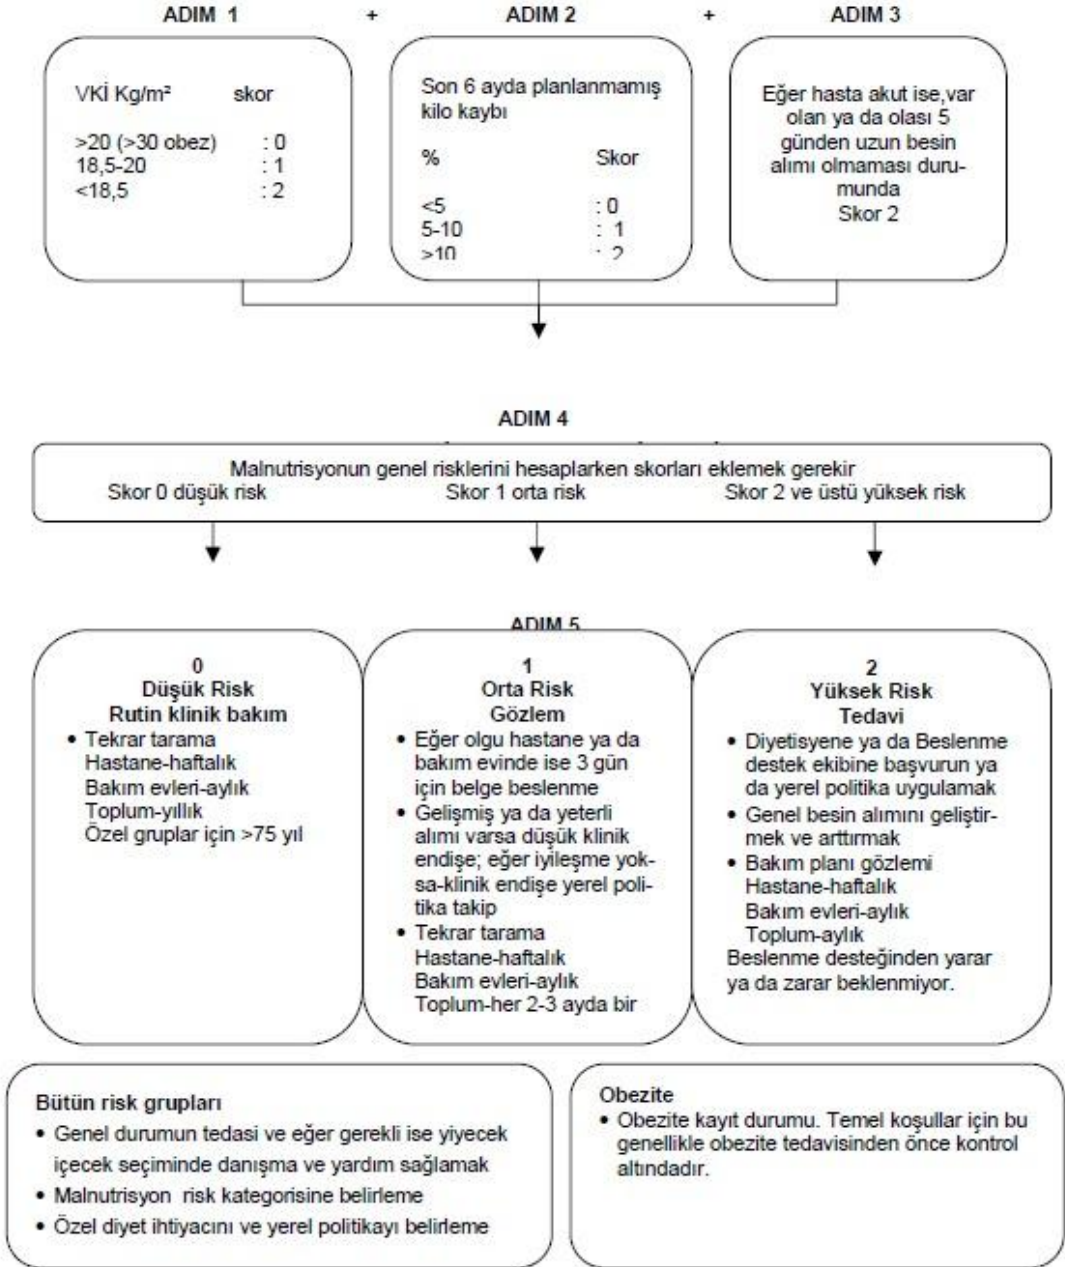 ADIM 1 + ADIM 2 + ADIM 3
VKİ Kg/m² skor
>20 (>30 obez) : 0
18,5-20 : 1
<18,5 : 2
Son 6 ayda planlanmamış
kilo kaybı
% Skor
<5 : 0
5-10 : 1
>10 : 2
Eğer hasta akut ise,var
olan ya da olası 5
günden uzun besin
alımı olmaması duru-
munda
Skor 2
ADIM 4
Malnutrisyonun genel risklerini hesaplarken skorları eklemek gerekir
Skor 0 düşük risk Skor 1 orta risk Skor 2 ve üstü yüksek risk
ADIM 5
0
Düşük Risk
Rutin klinik bakım
• Tekrar tarama
Hastane-haftalık
Bakım evleri-aylık
Toplum-yıllık
Özel gruplar için >75 yıl
1
Orta Risk
Gözlem
• Eğer olgu hastane ya da
bakım evinde ise 3 gün
için belge beslenme
• Gelişmiş ya da yeterli
alımı varsa düşük klinik
endişe; eğer iyileşme yok-
sa-klinik endişe yerel poli-
tika takip
• Tekrar tarama
Hastane-haftalık
Bakım evleri-aylık
Toplum-her 2-3 ayda bir
2
Yüksek Risk
Tedavi
• Diyetisyene ya da Beslenme
destek ekibine başvurun ya
da yerel politika uygulamak
• Genel besin alımını geliştir-
mek ve arttırmak
• Bakım planı gözlemi
Hastane-haftalık
Bakım evleri-aylık
Toplum-aylık
Beslenme desteğinden yarar
ya da zarar beklenmiyor.
Bütün risk grupları
• Genel durumun tedasi ve eğer gerekli ise yiyecek
içecek seçiminde danışma ve yardım sağlamak
• Malnutrisyon risk kategorisine belirleme
• Özel diyet ihtiyacını ve yerel politikayı belirleme
Obezite
• Obezite kayıt durumu. Temel koşullar için bu
genellikle obezite tedavisinden önce kontrol
altındadır.